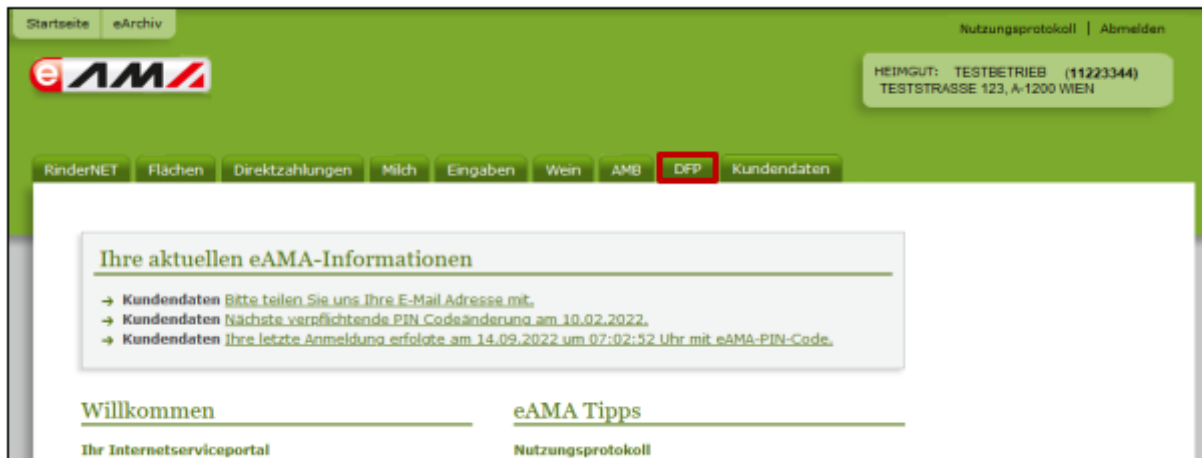 Startseite eArchiv
Nutzungsprotokoll | Abmelden
eAMA
HEIMGUT: TESTBETRIEB (11223344)
TESTSTRASSE 123, A-1200 WIEN
RinderNET Flächen Direktzahlungen Milch Eingaben Wein AMB DFP Kundendaten
Ihre aktuellen eAMA-Informationen
→ Kundendaten Bitte teilen Sie uns Ihre E-Mail Adresse mit.
→ Kundendaten Nächste verpflichtende PIN Codeänderung am 10.02.2022.
→ Kundendaten Ihre letzte Anmeldung erfolgte am 14.09.2022 um 07:02:52 Uhr mit eAMA-PIN-Code.
Willkommen
Ihr Internetserviceportal
eAMA Tipps
Nutzungsprotokoll